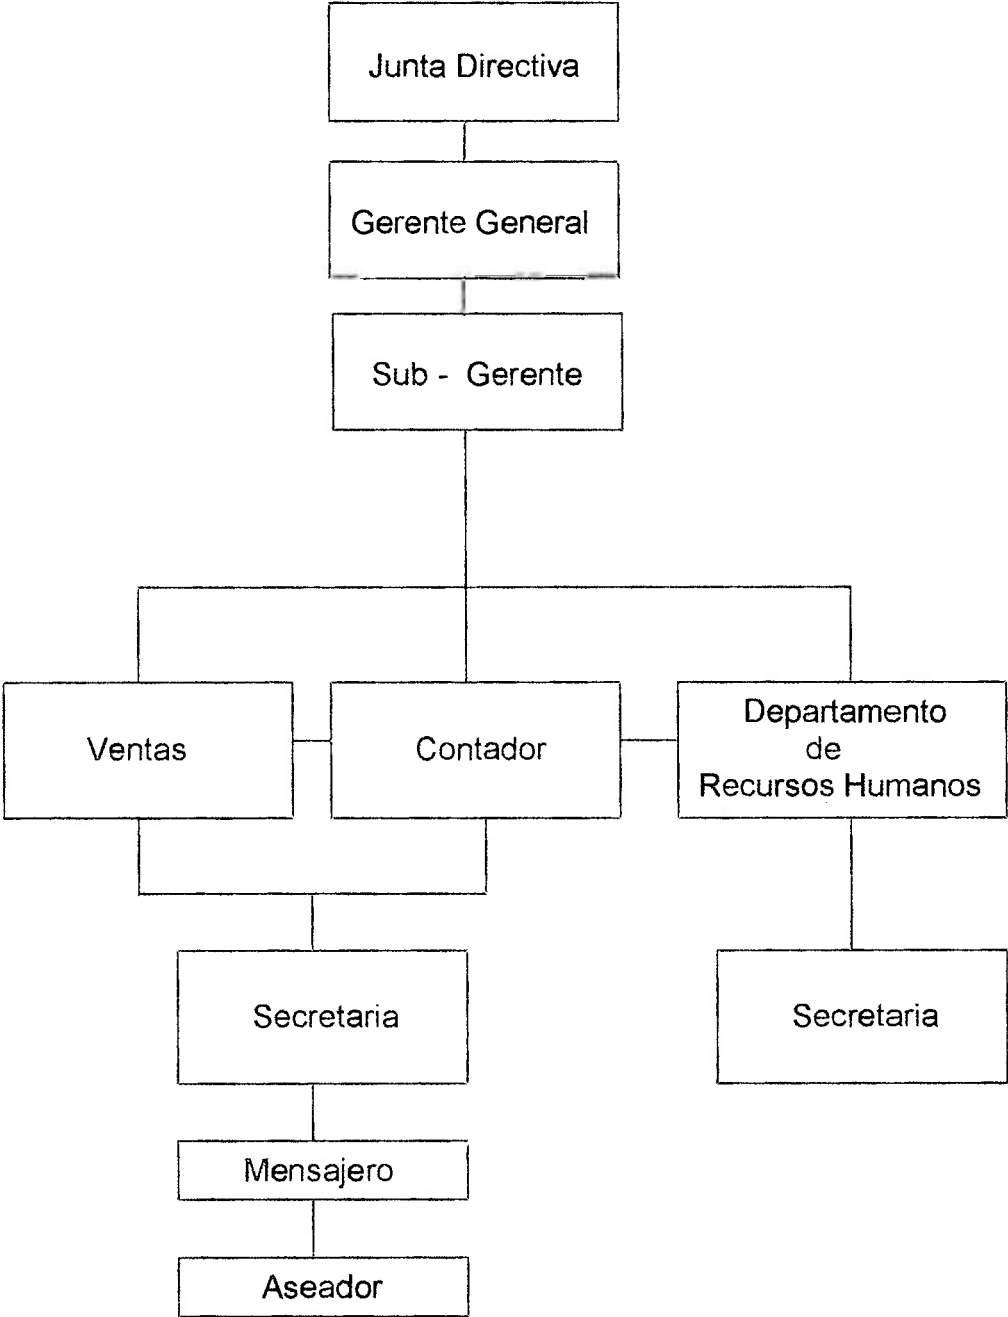 Junta Directiva
Gerente General
Sub - Gerente
Ventas
Contador
Departamento
de
Recursos Humanos
Secretaria
Secretaria
Mensajero
Aseador